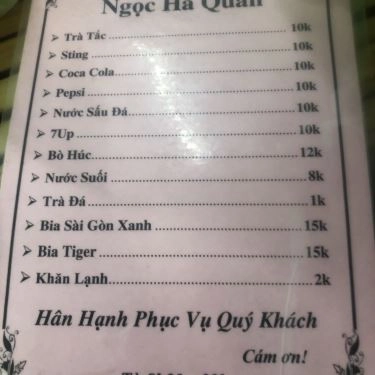 Ngọc Hà Quán
➢ Trà Tắc 10k
➢ Sting 10k
➢ Coca Cola 10k
➢ Pepsi 10k
➢ Nước Sấu Đá 10k
➢ 7Up 10k
➢ Bò Húc 12k
➢ Nước Suối 8k
➢ Trà Đá 1k
➢ Bia Sài Gòn Xanh 15k
➢ Bia Tiger 15k
➢ Khăn Lạnh 2k
Hân Hạnh Phục Vụ Quý Khách
Cám ơn!